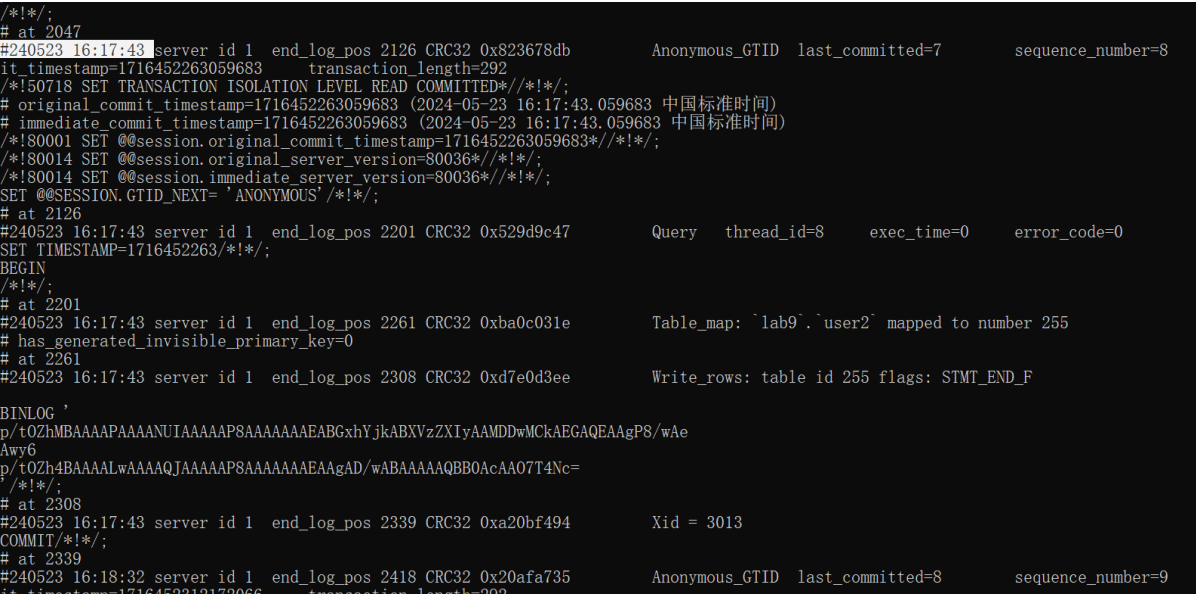 /*!*/;
# at 2047
#240523 16:17:43 server id 1  end_log_pos 2126 CRC32 0x823678db         Anonymous_GTID  last_committed=7        sequence_number=8
it_timestamp=1716452263059683     transaction_length=292
/*!50718 SET TRANSACTION ISOLATION LEVEL READ COMMITTED*//*!*/;
# original_commit_timestamp=1716452263059683 (2024-05-23 16:17:43.059683 中国标准时间)
# immediate_commit_timestamp=1716452263059683 (2024-05-23 16:17:43.059683 中国标准时间)
/*!80001 SET @@session.original_commit_timestamp=1716452263059683*//*!*/;
/*!80014 SET @@session.original_server_version=80036*//*!*/;
/*!80014 SET @@session.immediate_server_version=80036*//*!*/;
SET @@SESSION.GTID_NEXT= 'ANONYMOUS'/*!*/;
# at 2126
#240523 16:17:43 server id 1  end_log_pos 2201 CRC32 0x529d9c47         Query   thread_id=8     exec_time=0     error_code=0
SET TIMESTAMP=1716452263/*!*/;
BEGIN
/*!*/;
# at 2201
#240523 16:17:43 server id 1  end_log_pos 2261 CRC32 0xba0c031e         Table_map: `lab9`.`user2` mapped to number 255
# has_generated_invisible_primary_key=0
# at 2261
#240523 16:17:43 server id 1  end_log_pos 2308 CRC32 0xd7e0d3ee         Write_rows: table id 255 flags: STMT_END_F
BINLOG '
p/tOZhMBAAAAPAAAANUIAAAAAP8AAAAAAAEABGxhYjkABXVzZXIyAAMDDwMCkAEGAQEAAgP8/wAe
Awy6
p/tOZh4BAAAALwAAAAQJAAAAAP8AAAAAAAEAAgAD/wABAAAAAQBBOAcAAO7T4Nc=
'/*!*/;
# at 2308
#240523 16:17:43 server id 1  end_log_pos 2339 CRC32 0xa20bf494         Xid = 3013
COMMIT/*!*/;
# at 2339
#240523 16:18:32 server id 1  end_log_pos 2418 CRC32 0x20afa735         Anonymous_GTID  last_committed=8        sequence_number=9
it_timestamp=1716452312172066     transaction_length=292